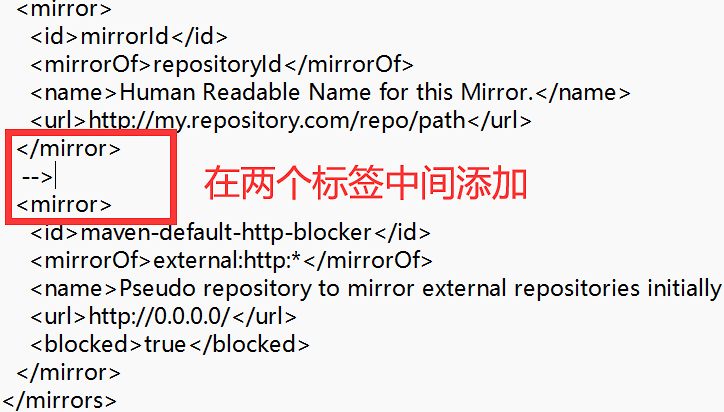 <mirror>
<id>mirrorId</id>
<mirrorOf>repositoryId</mirrorOf>
<name>Human Readable Name for this Mirror.</name>
<url>http://my.repository.com/repo/path</url>
</mirror>
-->
在两个标签中间添加
<mirror>
<id>maven-default-http-blocker</id>
<mirrorOf>external:http:*</mirrorOf>
<name>Pseudo repository to mirror external repositories initially
<url>http://0.0.0.0/</url>
<blocked>true</blocked>
</mirror>
</mirrors>